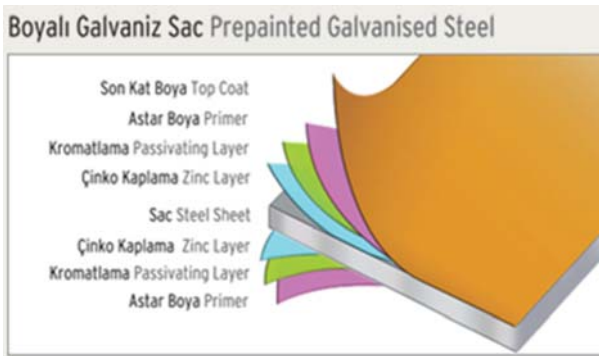 Boyalı Galvaniz Sac Prepainted Galvanised Steel
Son Kat Boya Top Coat
Astar Boya Primer
Kromatlama Passivating Layer
Çinko Kaplama Zinc Layer
Sac Steel Sheet
Çinko Kaplama Zinc Layer
Kromatlama Passivating Layer
Astar Boya Primer